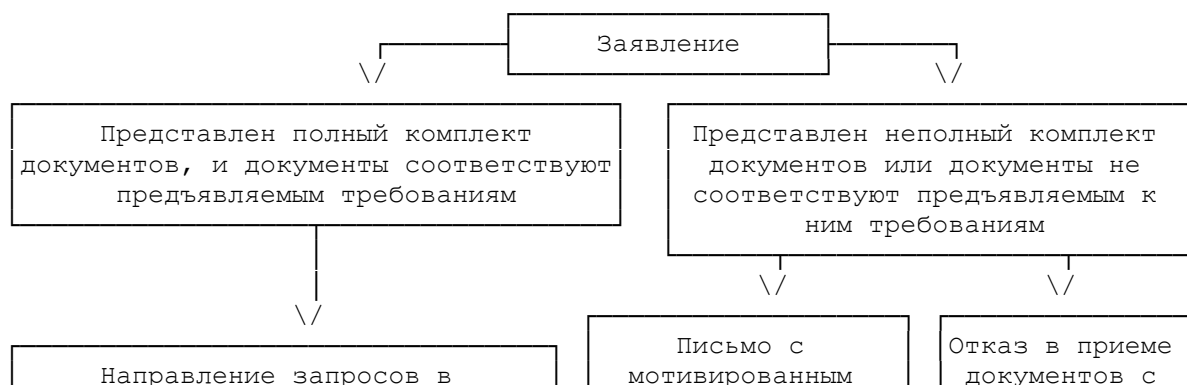 Заявление
Представлен полный комплект
документов, и документы соответствуют
предъявляемым требованиям
Представлен неполный комплект
документов или документы не
соответствуют предъявляемым к
ним требованиям
Направление запросов в
Письмо с
мотивированным
Отказ в приеме
документов с